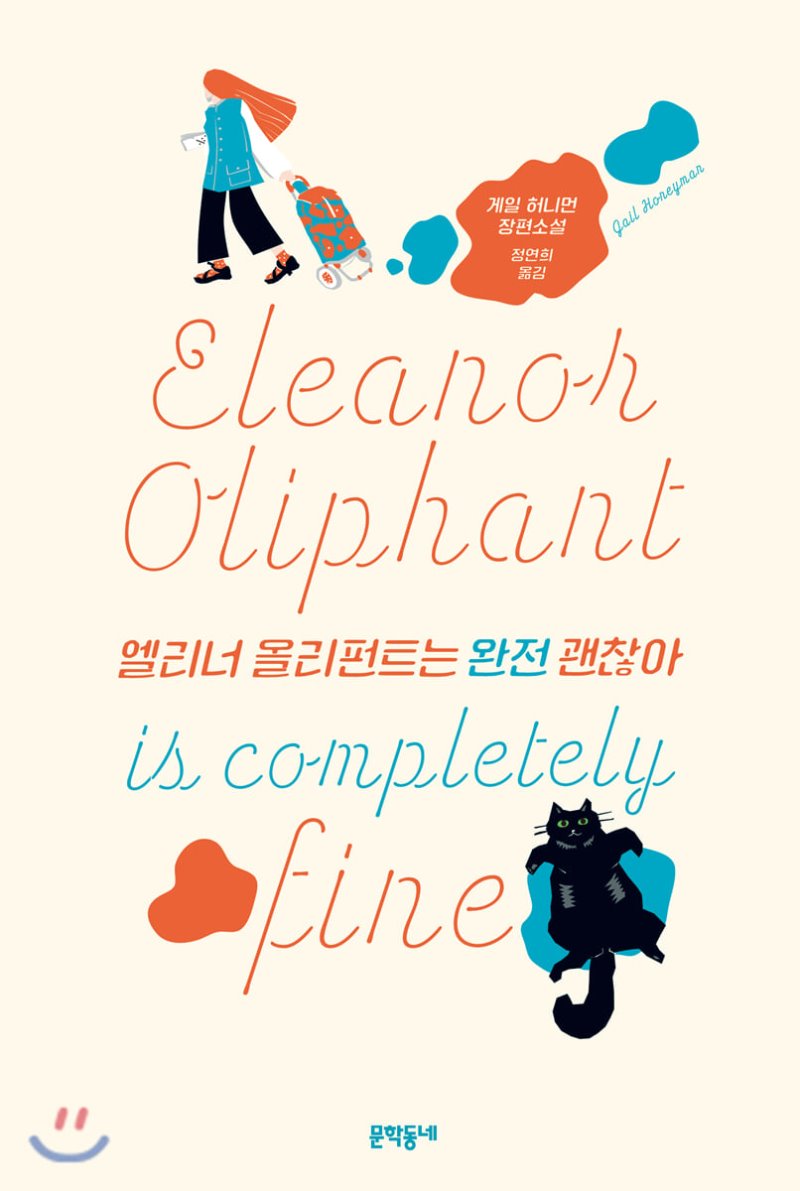 게일 허니먼
장편소설
정연희
옮김
Gail Honeyman
Eleanor
Oliphant
엘리너 올리펀트는 완전 괜찮아
is completely
fine
문학동네